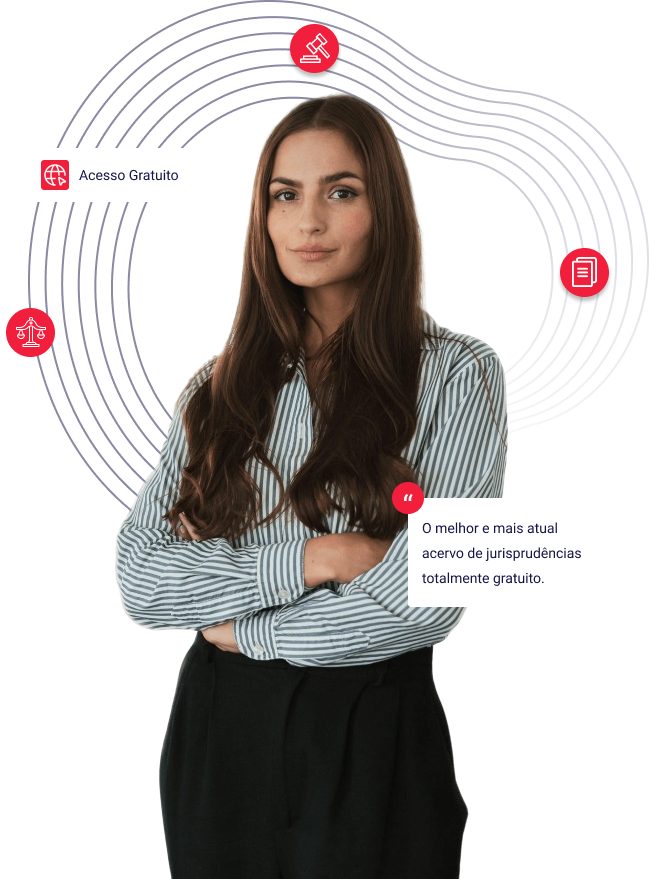 Acesso Gratuito
“
O melhor e mais atual
acervo de jurisprudências
totalmente gratuito.